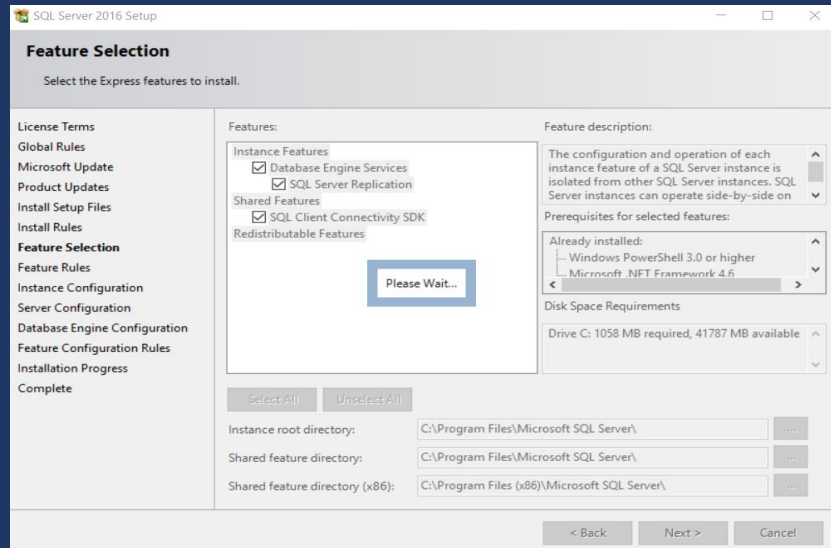 SQL Server 2016 Setup
Feature Selection
Select the Express features to install.
License Terms
Global Rules
Microsoft Update
Product Updates
Install Setup Files
Install Rules
Feature Selection
Feature Rules
Instance Configuration
Server Configuration
Database Engine Configuration
Feature Configuration Rules
Installation Progress
Complete
Features:
Instance Features
Database Engine Services
SQL Server Replication
Shared Features
SQL Client Connectivity SDK
Redistributable Features
Please Wait...
Feature description:
The configuration and operation of each
instance feature of a SQL Server instance is
isolated from other SQL Server instances. SQL
Server instances can operate side-by-side on
Prerequisites for selected features:
Already installed:
Windows PowerShell 3.0 or higher
Microsoft .NET Framework 4.6
Disk Space Requirements
Drive C: 1058 MB required, 41787 MB available
Select All
Unselect All
Instance root directory:
C:\Program Files\Microsoft SQL Server\
...
Shared feature directory:
C:\Program Files\Microsoft SQL Server\
...
Shared feature directory (x86):
C:\Program Files (x86)\Microsoft SQL Server\
...
< Back
Next >
Cancel